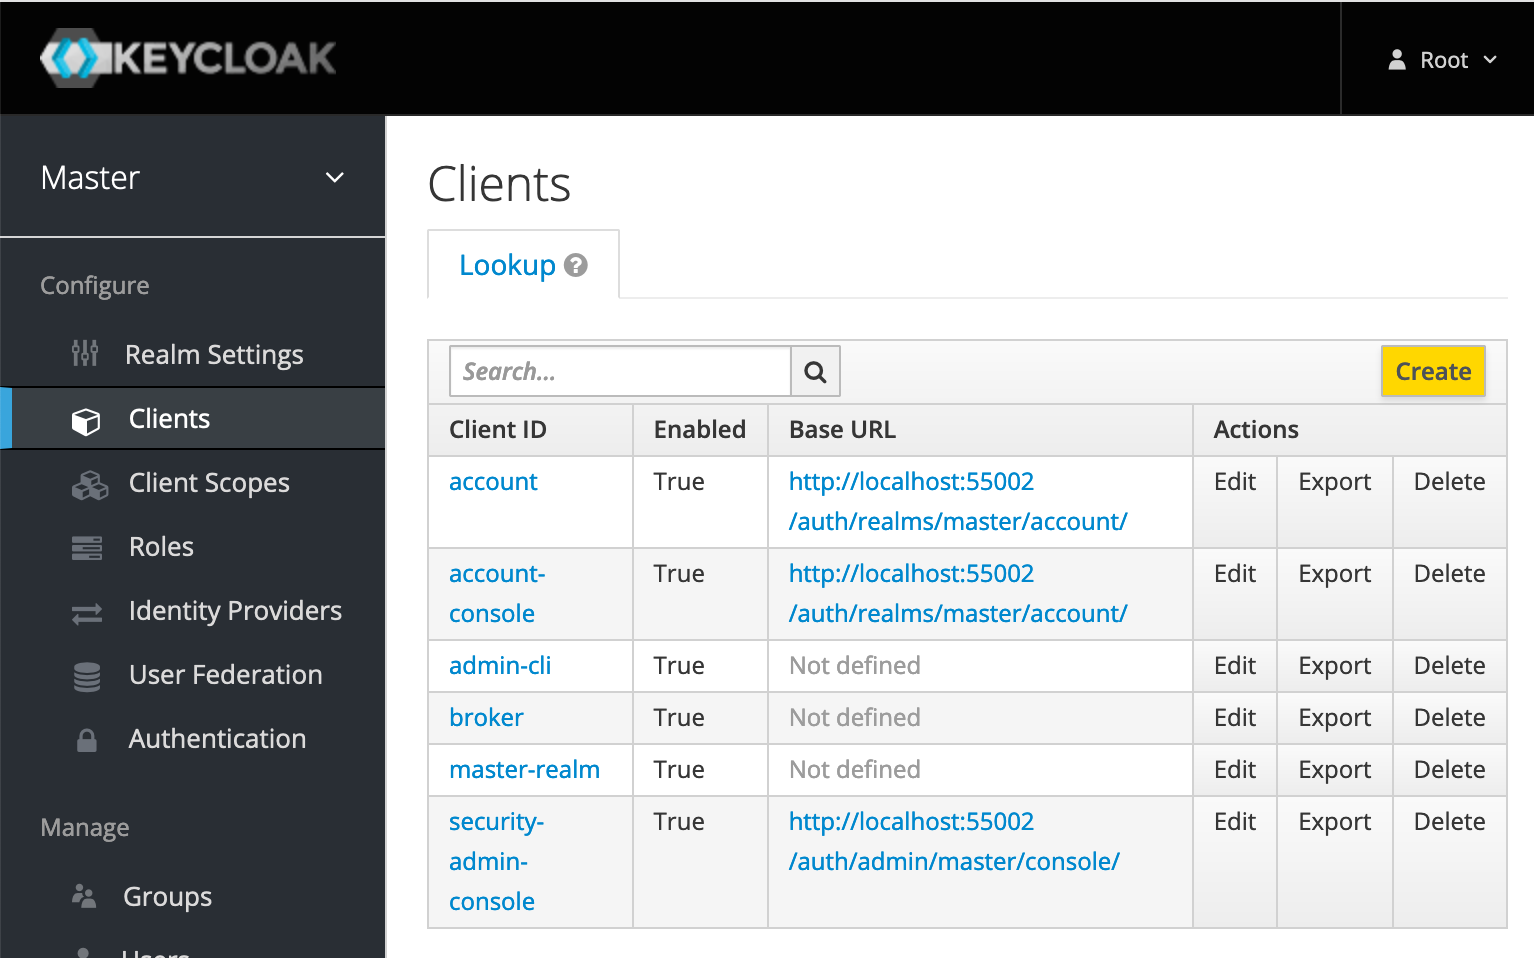 KEYCLOAK
Root
Master
Configure
Realm Settings
Clients
Client Scopes
Roles
Identity Providers
User Federation
Authentication
Manage
Groups
Users
Clients
Lookup ?
Search...
Create
Client ID Enabled Base URL Actions
account True http://localhost:55002 Edit Export Delete
/auth/realms/master/account/
account- True http://localhost:55002 Edit Export Delete
console /auth/realms/master/account/
admin-cli True Not defined Edit Export Delete
broker True Not defined Edit Export Delete
master-realm True Not defined Edit Export Delete
security- True http://localhost:55002 Edit Export Delete
admin- /auth/admin/master/console/
console